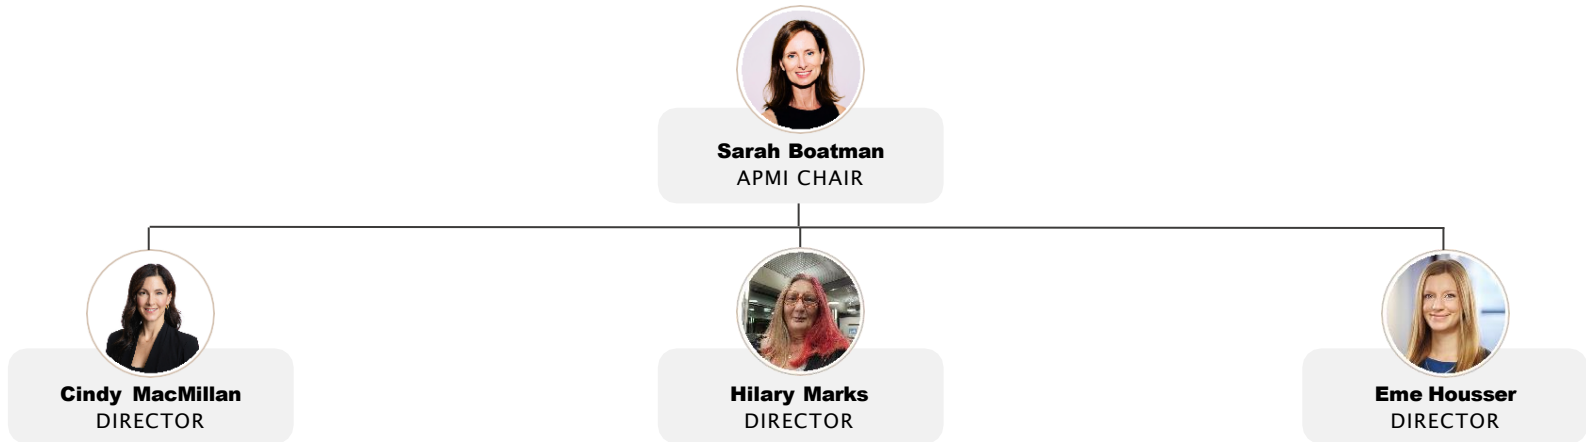 Sarah Boatman
APMI CHAIR
Cindy MacMillan
DIRECTOR
Hilary Marks
DIRECTOR
Eme Housser
DIRECTOR